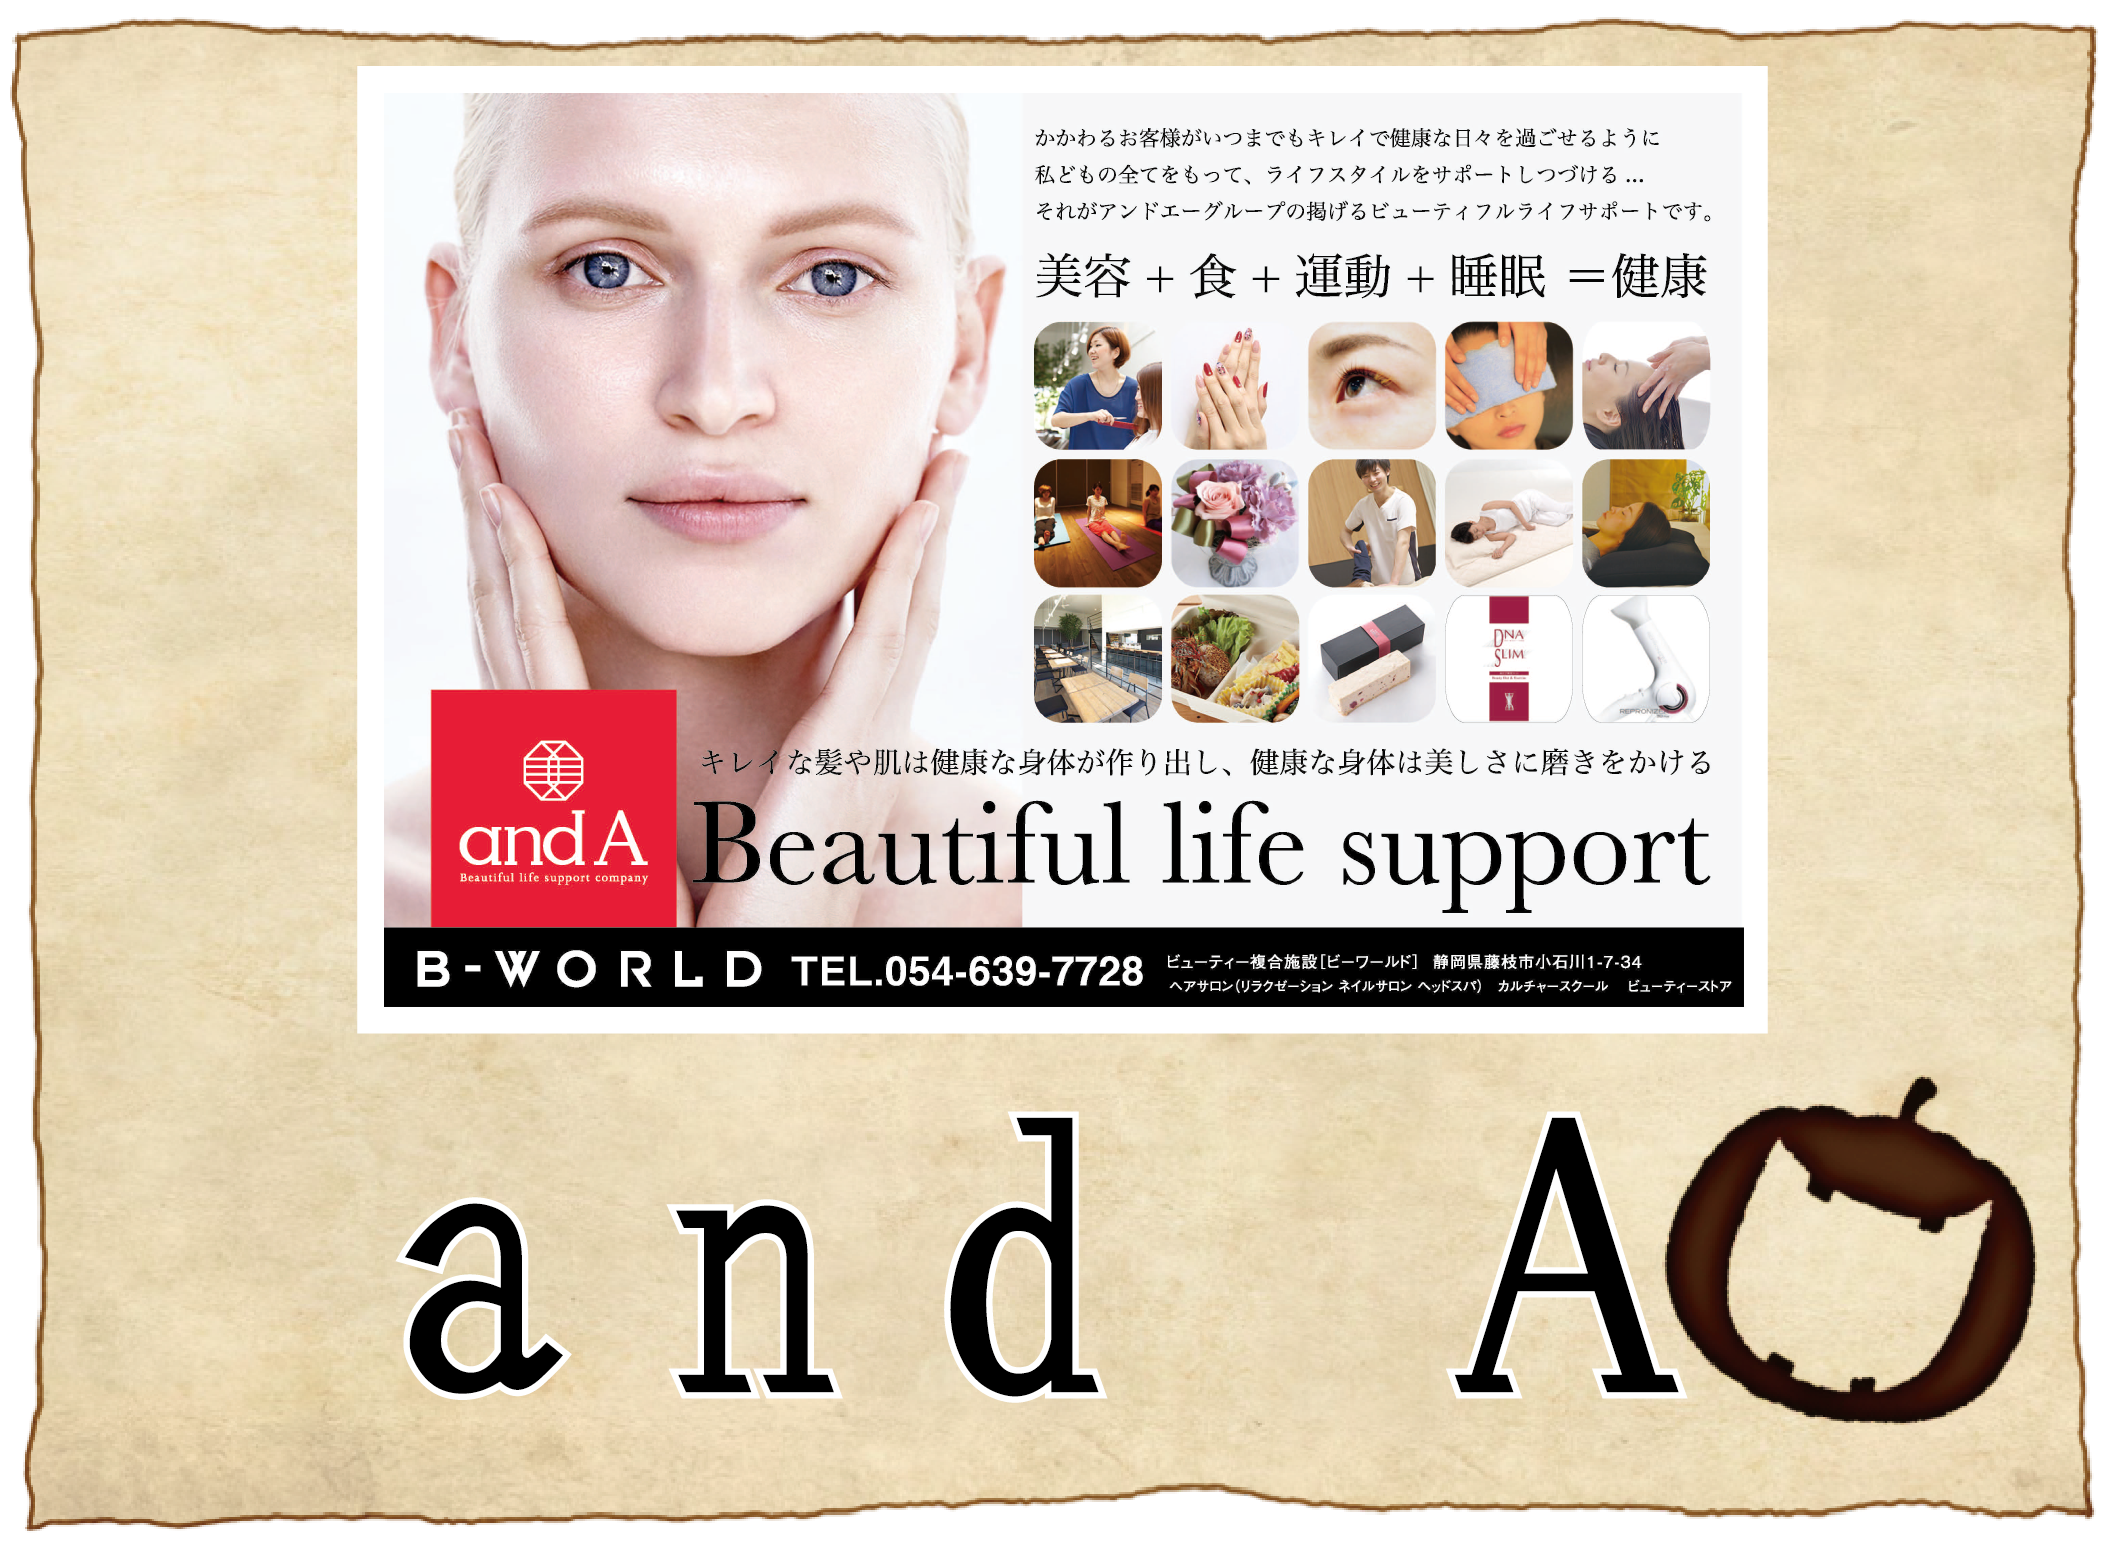 かかわるお客様がいつまでもキレイで健康な日々を過ごせるように
私どもの全てをもって、ライフスタイルをサポートしつづける...
それがアンドエーグループの掲げるビューティフルライフサポートです。
美容 + 食 + 運動 + 睡眠 =健康
DNA
SLIM
REPRONIZER
キレイな髪や肌は健康な身体が作り出し、健康な身体は美しさに磨きをかける
Beautiful life support
and A
Beautiful life support company
B-WORLD TEL.054-639-7728
ビューティー複合施設[ビーワールド] 静岡県藤枝市小石川1-7-34
ヘアサロン(リラクゼーション ネイルサロン ヘッドスパ) カルチャースクール ビューティーストア
and A